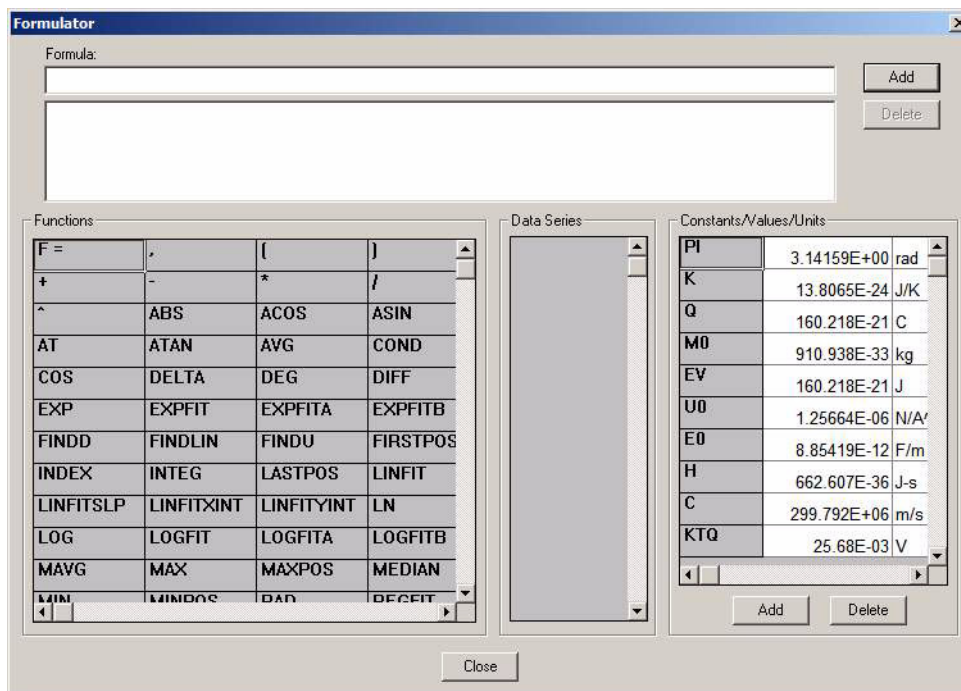 Formulator
Formula:
Add
Delete
Functions
F = , ( )
+ - * /
^ ABS ACOS ASIN
AT ATAN AVG COND
COS DELTA DEG DIFF
EXP EXPFIT EXPFITA EXPFITB
FINDD FINDLIN FINDU FIRSTPOS
INDEX INTEG LASTPOS LINFIT
LINFITSLP LINFITXINT LINFITYINT LN
LOG LOGFIT LOGFITA LOGFITB
MAVG MAX MAXPOS MEDIAN
MIN MINPOS PAD REGFIT
Data Series
Constants/Values/Units
PI 3.14159E+00 rad
K 13.8065E-24 J/K
Q 160.218E-21 C
M0 910.938E-33 kg
EV 160.218E-21 J
U0 1.25664E-06 N/A^
E0 8.85419E-12 F/m
H 662.607E-36 J-s
C 299.792E+06 m/s
KTQ 25.68E-03 V
Add Delete
Close